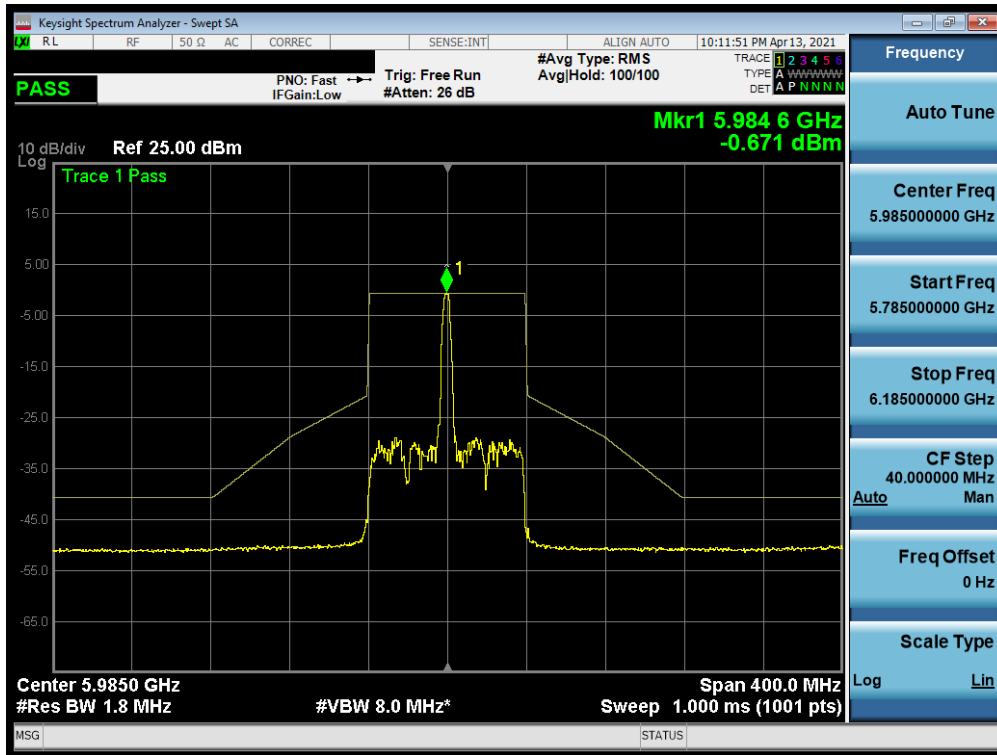 Keysight Spectrum Analyzer - Swept SA
LXI RL RF 50 Ω AC CORREC SENSE:INT ALIGN AUTO 10:11:51 PM Apr 13, 2021
PASS
PNO: Fast
IFGain:Low
Trig: Free Run
#Atten: 26 dB
#Avg Type: RMS
Avg|Hold: 100/100
TRACE 1 2 3 4 5 6
TYPE A WWWWW
DET A P N N N N
Mkr1 5.984 6 GHz
-0.671 dBm
10 dB/div Ref 25.00 dBm
Log
Trace 1 Pass
1
15.0
5.00
-5.00
-15.0
-25.0
-35.0
-45.0
-55.0
-65.0
Center 5.9850 GHz Span 400.0 MHz
#Res BW 1.8 MHz #VBW 8.0 MHz* Sweep 1.000 ms (1001 pts)
MSG STATUS
Frequency
Auto Tune
Center Freq
5.985000000 GHz
Start Freq
5.785000000 GHz
Stop Freq
6.185000000 GHz
CF Step
40.000000 MHz
Auto Man
Freq Offset
0 Hz
Scale Type
Log Lin